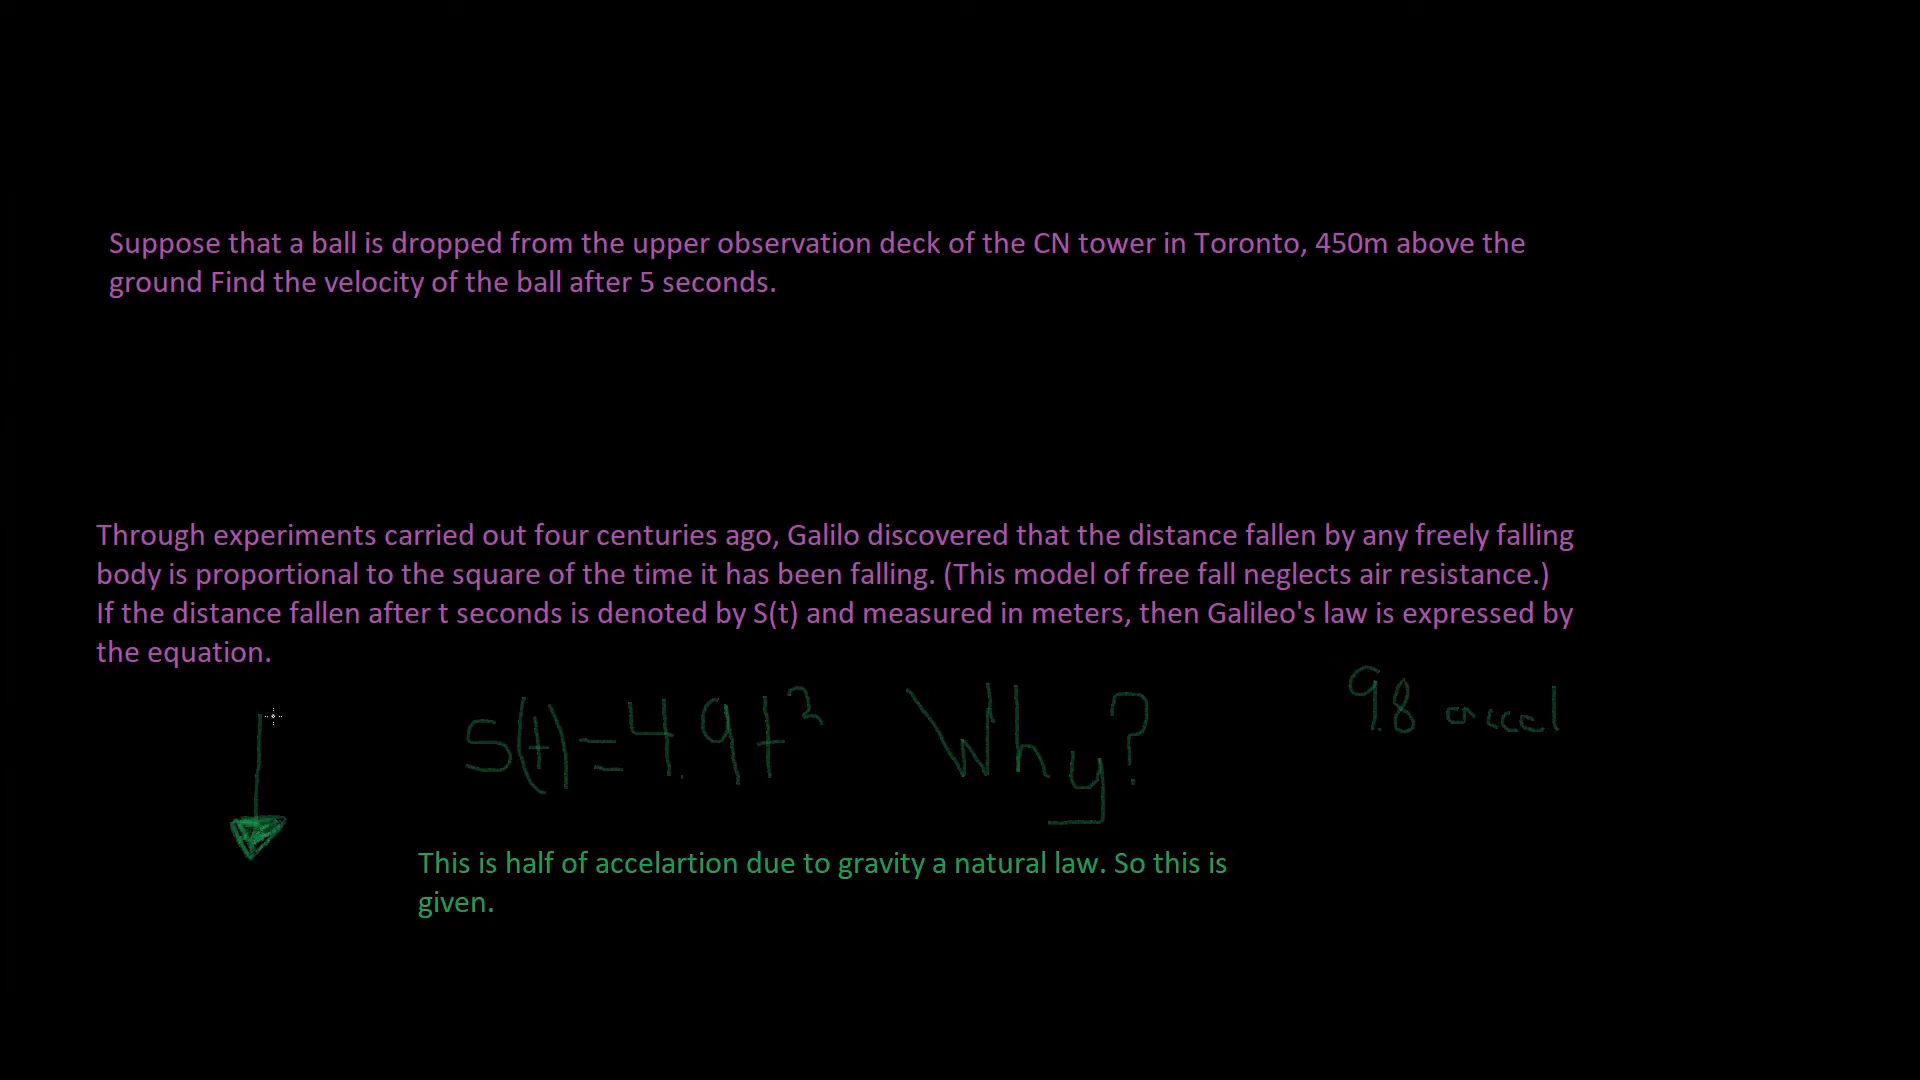 Suppose that a ball is dropped from the upper observation deck of the CN tower in Toronto, 450m above the
ground Find the velocity of the ball after 5 seconds.
Through experiments carried out four centuries ago, Galilo discovered that the distance fallen by any freely falling
body is proportional to the square of the time it has been falling. (This model of free fall neglects air resistance.)
If the distance fallen after t seconds is denoted by S(t) and measured in meters, then Galileo's law is expressed by
the equation.
s(t)=4.9t² Why? 9.8 accel
This is half of accelartion due to gravity a natural law. So this is
given.